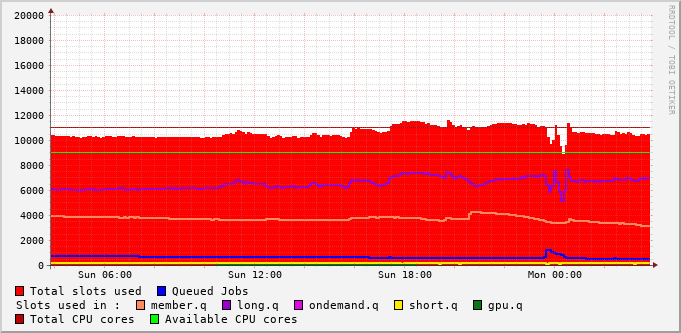 20000
18000
16000
14000
12000
10000
8000
6000
4000
2000
0
Sun 06:00 Sun 12:00 Sun 18:00 Mon 00:00
Total slots used Queued Jobs
Slots used in : member.q long.q ondemand.q short.q gpu.q
Total CPU cores Available CPU cores
RRDTOOL / TOBI OETIKER